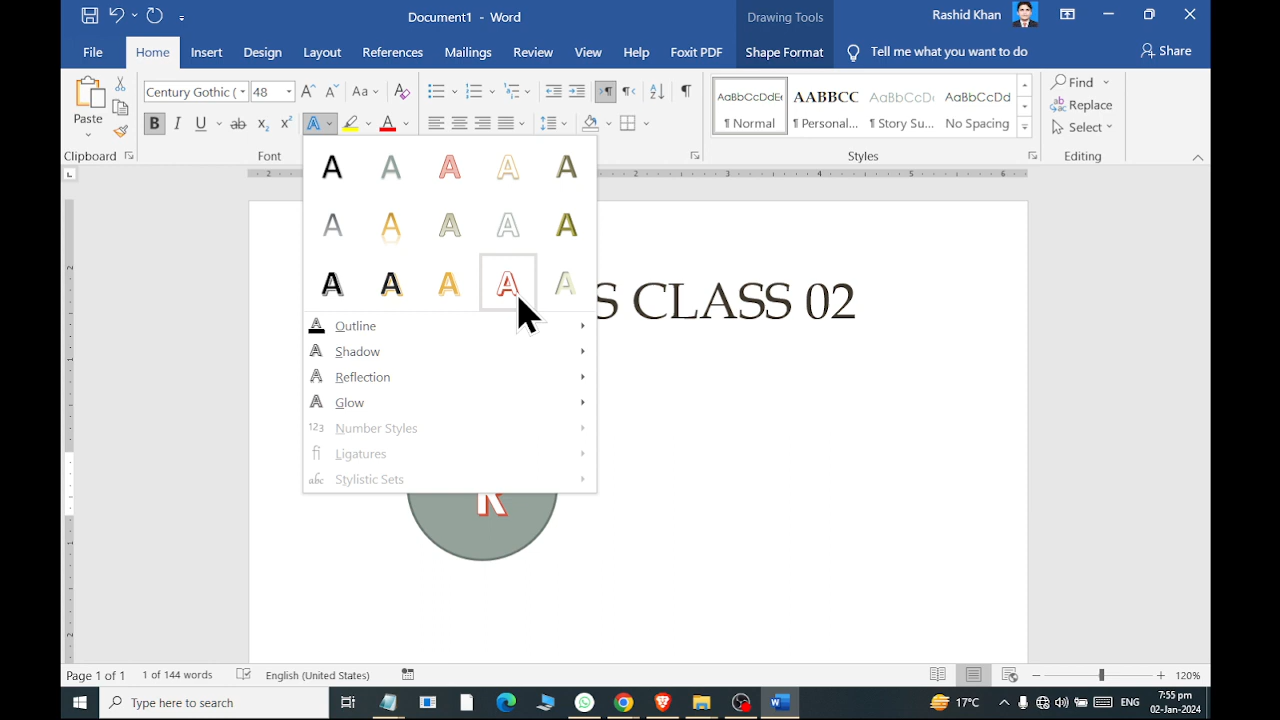 Document1 - Word
Drawing Tools
Rashid Khan
File Home Insert Design Layout References Mailings Review View Help Foxit PDF Shape Format Tell me what you want to do Share
Paste
Clipboard
Century Gothic ( 48
Font
AaBbCcDdE AABBCC AaBbCcD AaBbCcDd
¶ Normal ¶ Personal... ¶ Story Su... No Spacing
Styles
Find
Replace
Select
Editing
Outline
Shadow
Reflection
Glow
Number Styles
Ligatures
Stylistic Sets
S CLASS 02
R
Page 1 of 1 1 of 144 words English (United States) 120%
Type here to search
17°C ENG
7:55 pm
02-Jan-2024